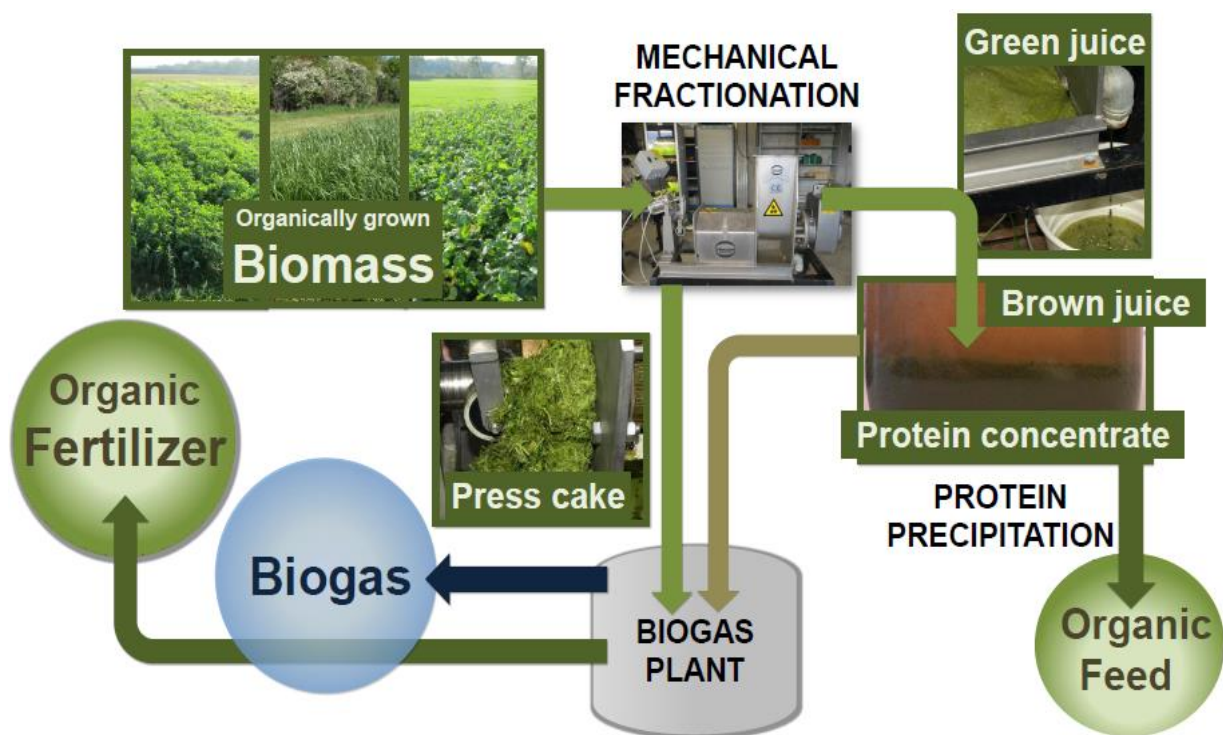 Organically grown
Biomass
MECHANICAL
FRACTIONATION
Green juice
Brown juice
Protein concentrate
PROTEIN
PRECIPITATION
Organic
Feed
Press cake
BIOGAS
PLANT
Biogas
Organic
Fertilizer